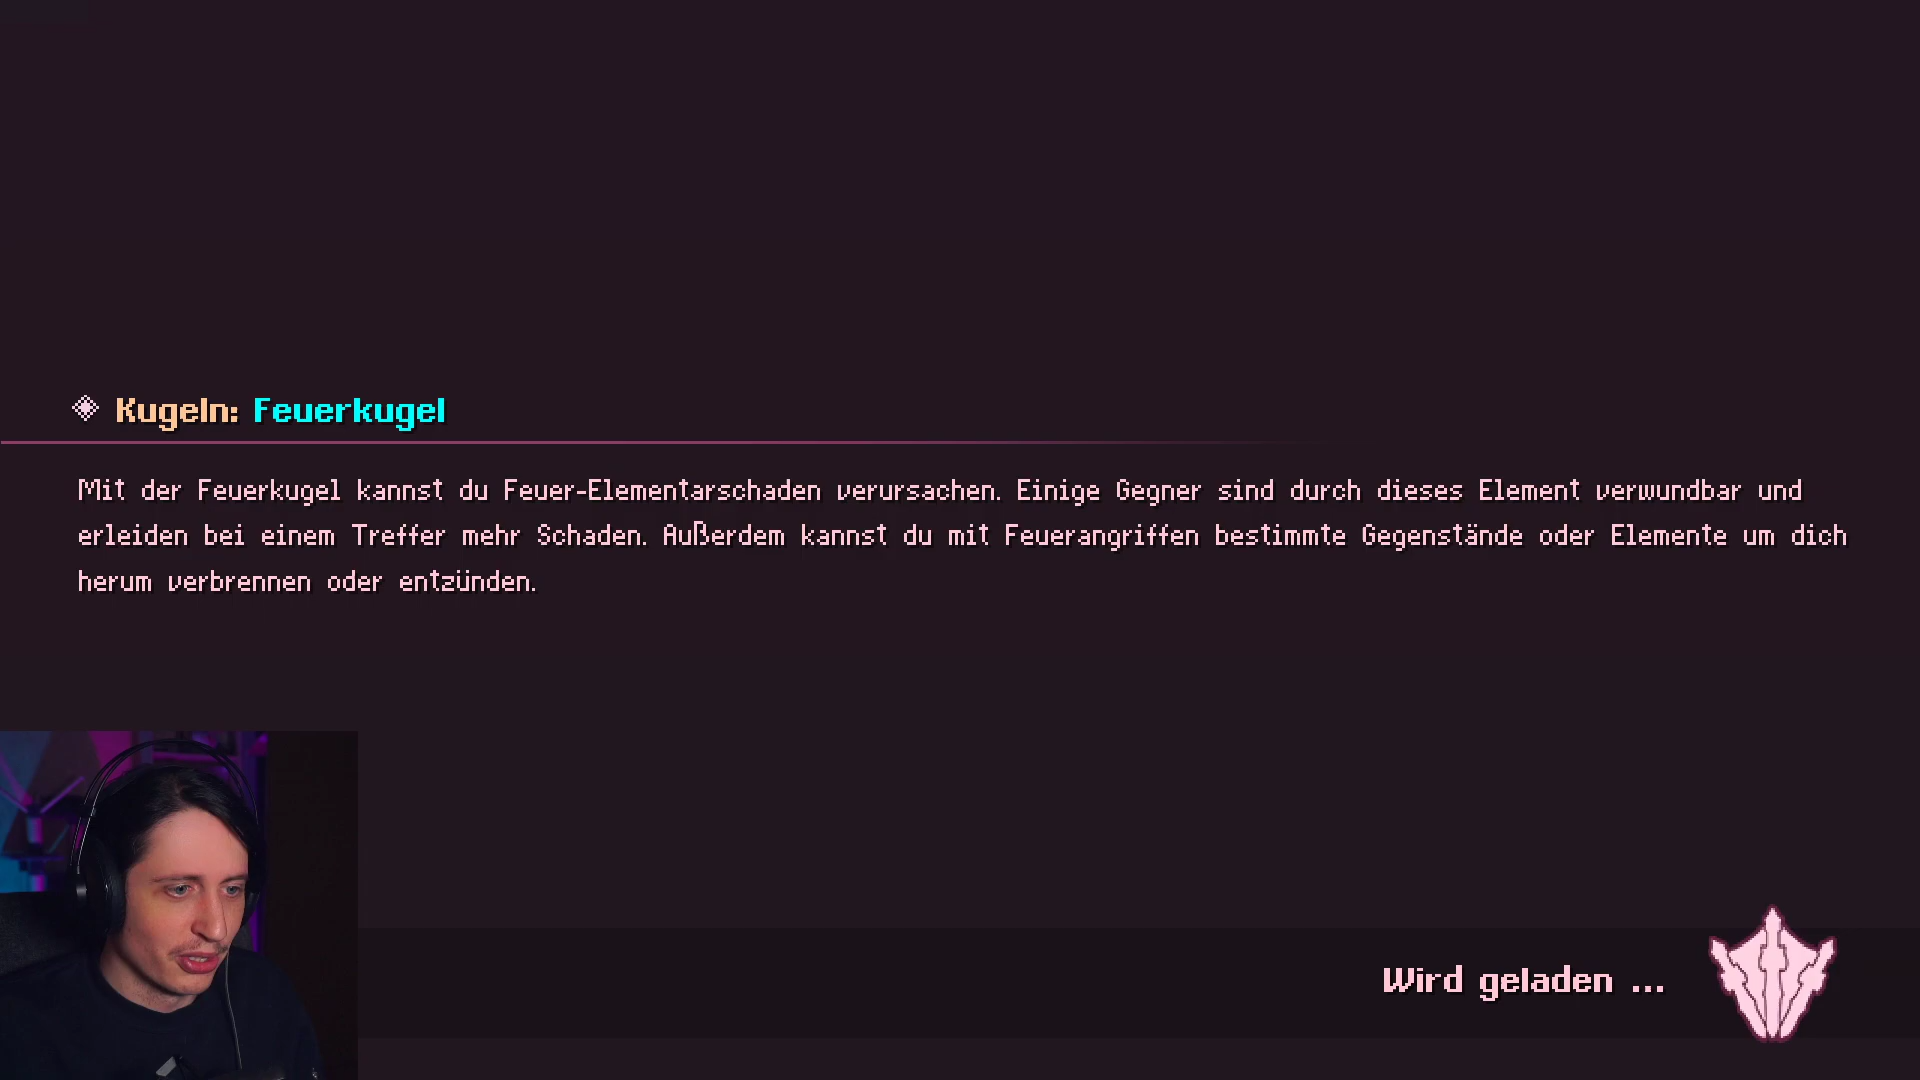 Kugeln: Feuerkugel
Mit der Feuerkugel kannst du Feuer-Elementarschaden verursachen. Einige Gegner sind durch dieses Element verwundbar und
erleiden bei einem Treffer mehr Schaden. Außerdem kannst du mit Feuerangriffen bestimmte Gegenstände oder Elemente um dich
herum verbrennen oder entzünden.
Wird geladen ...